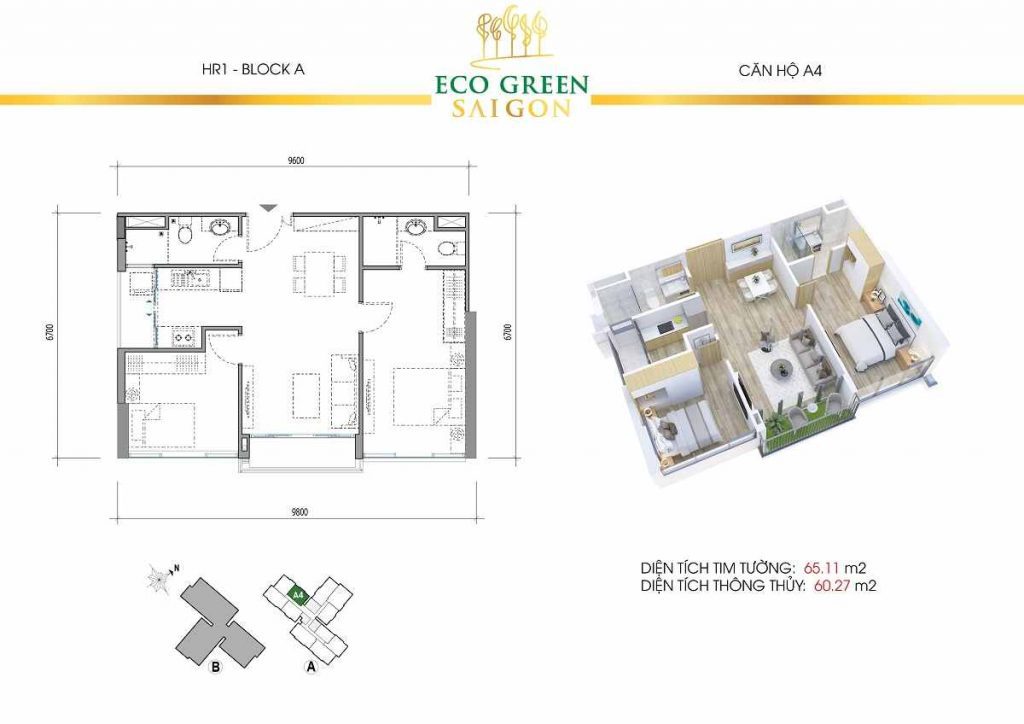 HR1 - BLOCK A
ECO GREEN
SAIGON
CĂN HỘ A4
9600
6700
6700
9800
DIỆN TÍCH TIM TƯỜNG: 65.11 m2
DIỆN TÍCH THÔNG THỦY: 60.27 m2
N
A4
B
A